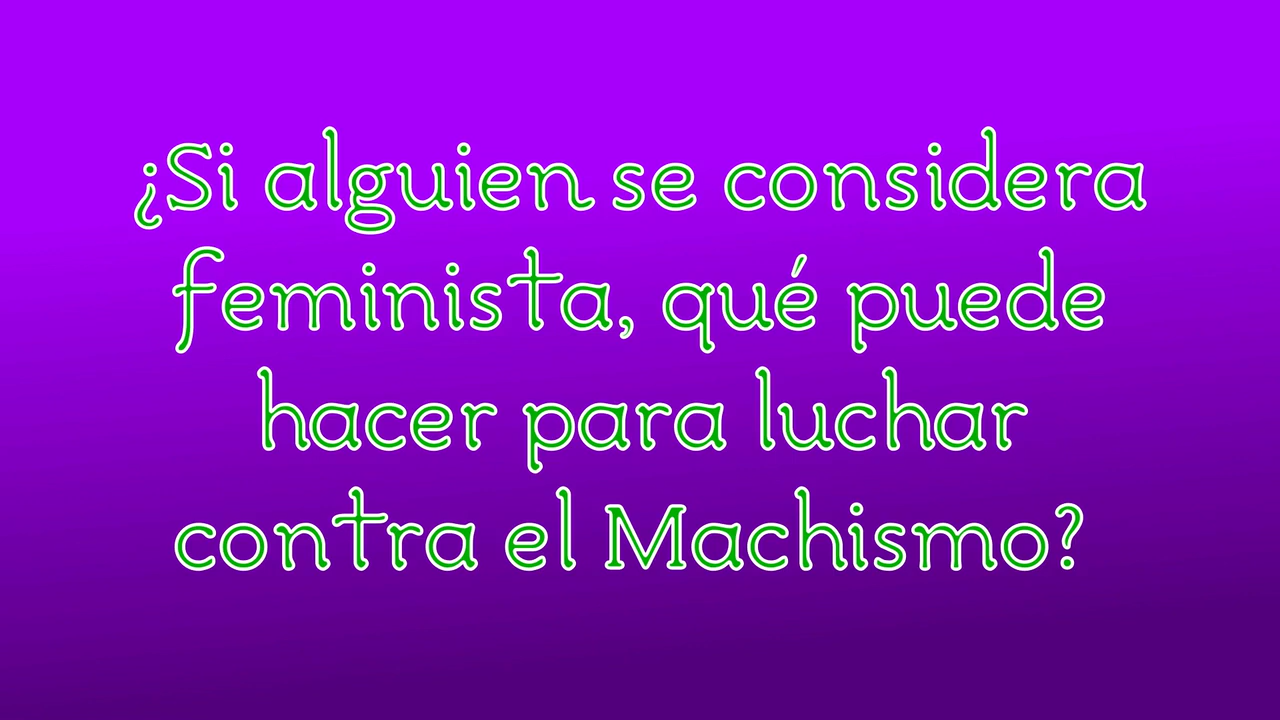 ¿Si alguien se considera
feminista, qué puede
hacer para luchar
contra el Machismo?